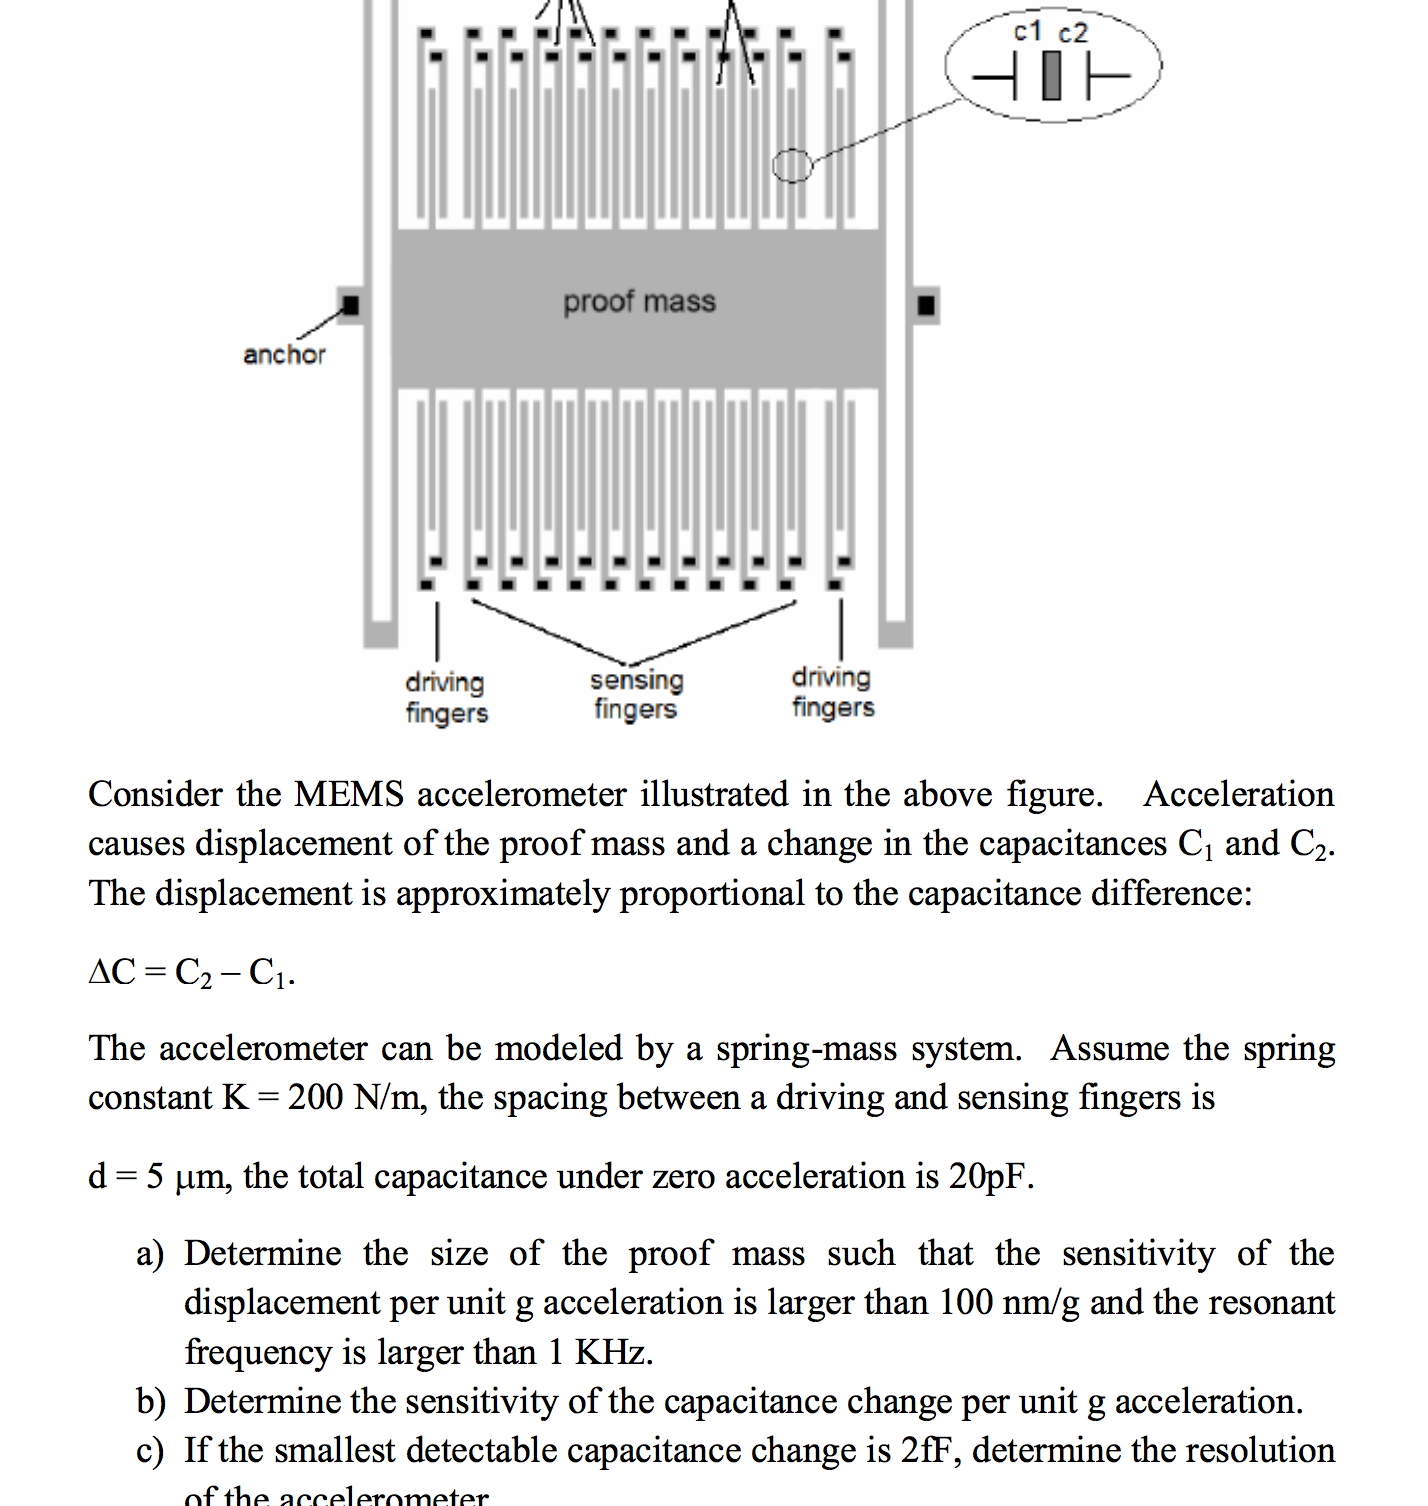 c1 c2
proof mass
anchor
driving
fingers
sensing
fingers
driving
fingers
Consider the MEMS accelerometer illustrated in the above figure. Acceleration
causes displacement of the proof mass and a change in the capacitances C₁ and C₂.
The displacement is approximately proportional to the capacitance difference:
ΔC = C₂ – C₁.
The accelerometer can be modeled by a spring-mass system. Assume the spring
constant K = 200 N/m, the spacing between a driving and sensing fingers is
d = 5 μm, the total capacitance under zero acceleration is 20pF.
a) Determine the size of the proof mass such that the sensitivity of the
displacement per unit g acceleration is larger than 100 nm/g and the resonant
frequency is larger than 1 KHz.
b) Determine the sensitivity of the capacitance change per unit g acceleration.
c) If the smallest detectable capacitance change is 2fF, determine the resolution
of the accelerometer